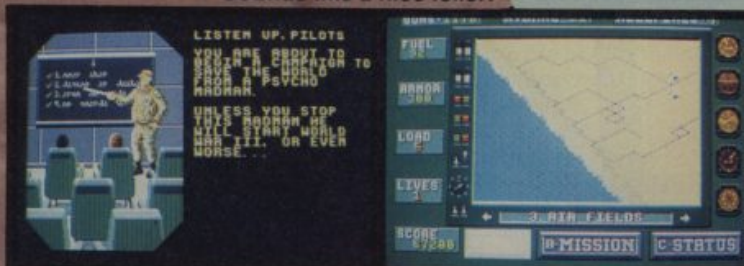 LISTEN UP, PILOTS
YOU ARE ABOUT TO
BEGIN A CAMPAIGN TO
SAVE THE WORLD
FROM A PSYCHO
MADMAN.
UNLESS YOU STOP
THIS MADMAN HE
WILL START WORLD
WAR III, OR EVEN
WORSE...
FUEL
ARMOR
LOAD
LIVES
1
SCORE
3 AIR FIELDS
B-MISSION
C-STATUS